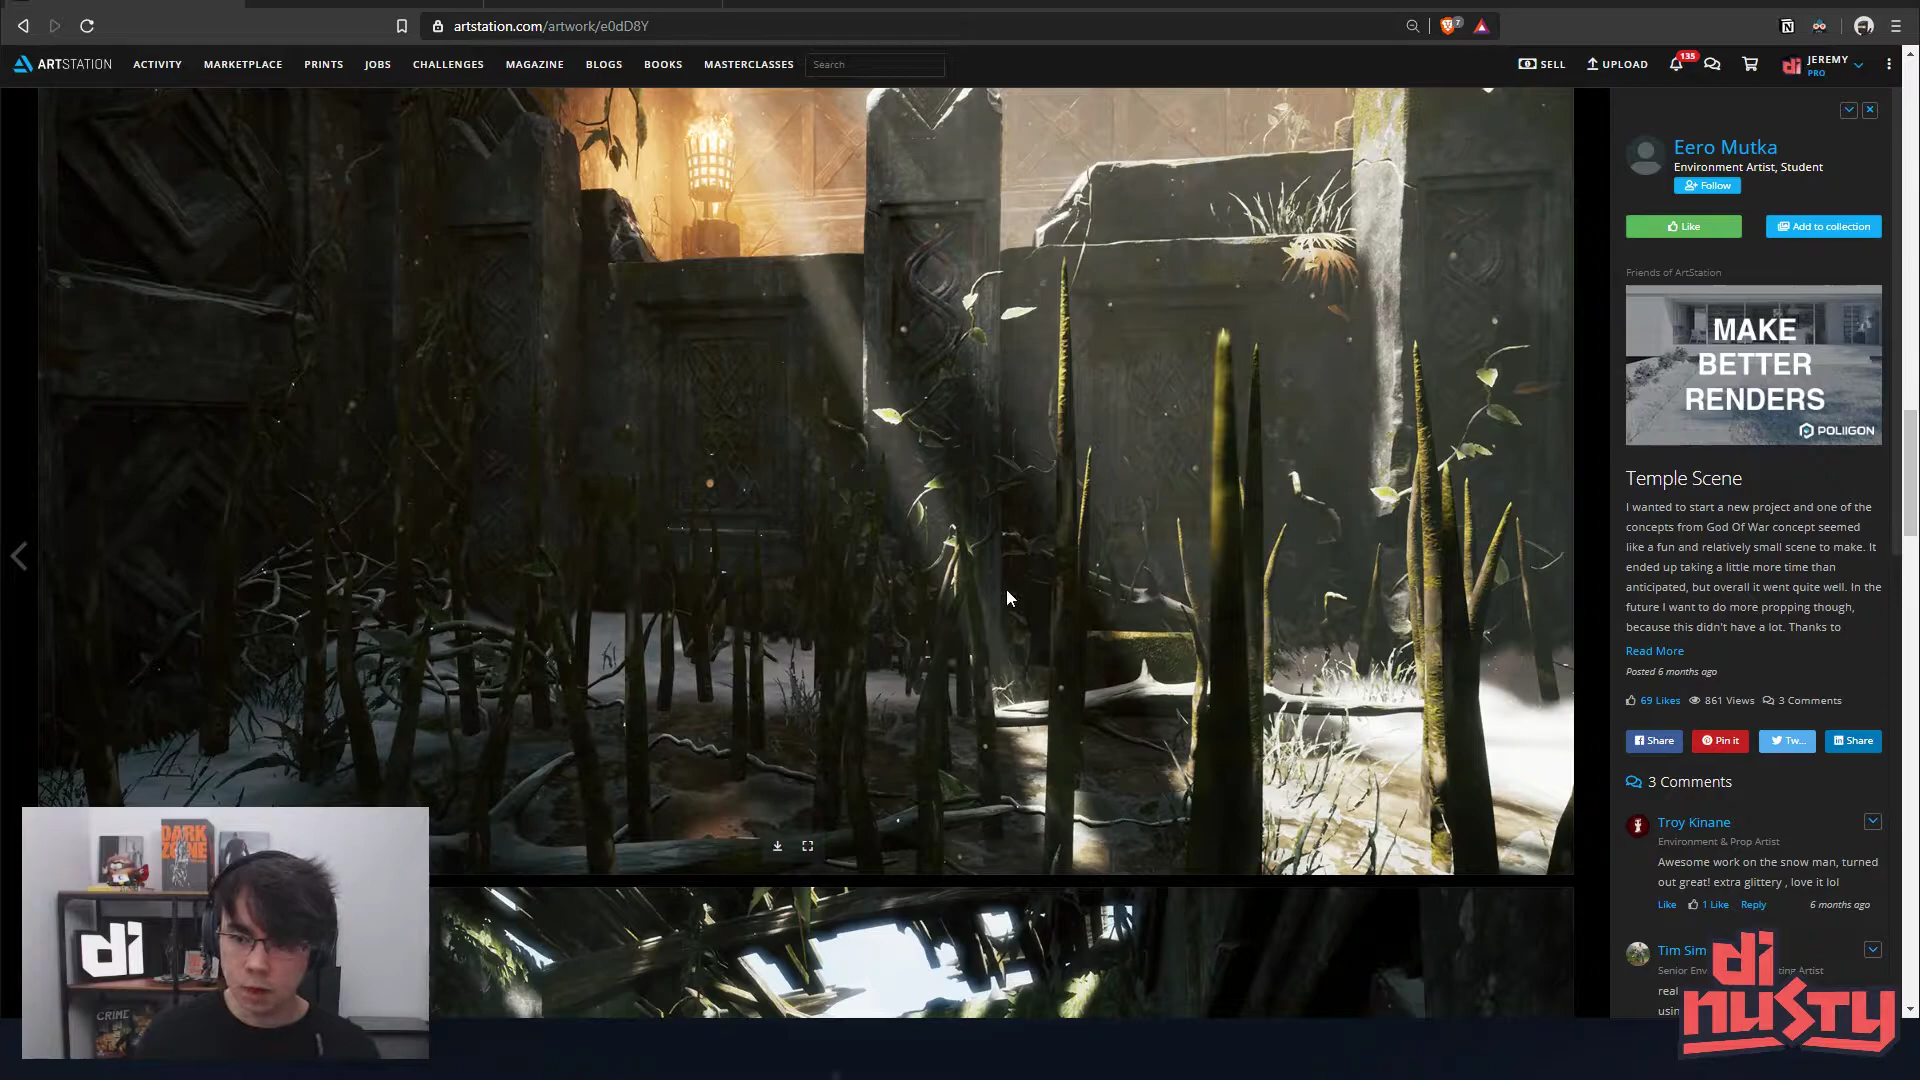 artstation.com/artwork/e0dD8Y
7
ARTSTATION
ACTIVITY
MARKETPLACE
PRINTS
JOBS
CHALLENGES
MAGAZINE
BLOGS
BOOKS
MASTERCLASSES
Search
SELL
UPLOAD
135
JEREMY
PRO
Eero Mutka
Environment Artist, Student
Follow
Like
Add to collection
Friends of ArtStation
MAKE
BETTER
RENDERS
POLIIGON
Temple Scene
I wanted to start a new project and one of the
concepts from God Of War concept seemed
like a fun and relatively small scene to make. It
ended up taking a little more time than
anticipated, but overall it went quite well. In the
future I want to do more propping though,
because this didn't have a lot. Thanks to
Read More
Posted 6 months ago
69 Likes 861 Views 3 Comments
Share
Pin it
Tw...
Share
3 Comments
Troy Kinane
Environment & Prop Artist
Awesome work on the snow man, turned
out great! extra glittery , love it lol
Like 1 Like Reply 6 months ago
Tim Sim
Senior Env ting Artist
real
usin
DARK
ZONE
di
CRIME
di
nusty